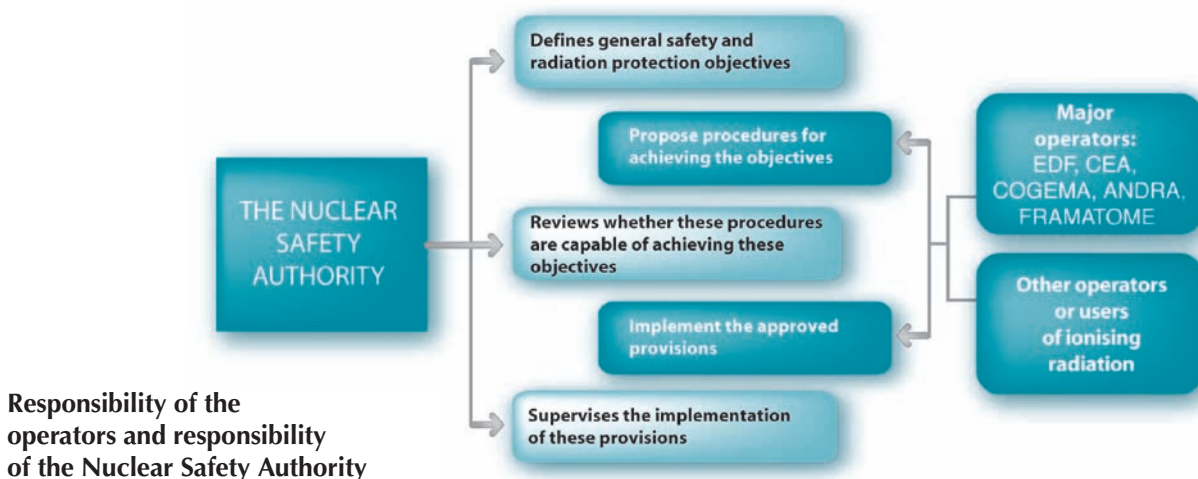 Defines general safety and
radiation protection objectives
Propose procedures for
achieving the objectives
Major
operators:
EDF, CEA,
COGEMA, ANDRA,
FRAMATOME
THE NUCLEAR
SAFETY
AUTHORITY
Reviews whether these procedures
are capable of achieving these
objectives
Implement the approved
provisions
Other operators
or users
of ionising
radiation
Supervises the implementation
of these provisions
Responsibility of the
operators and responsibility
of the Nuclear Safety Authority